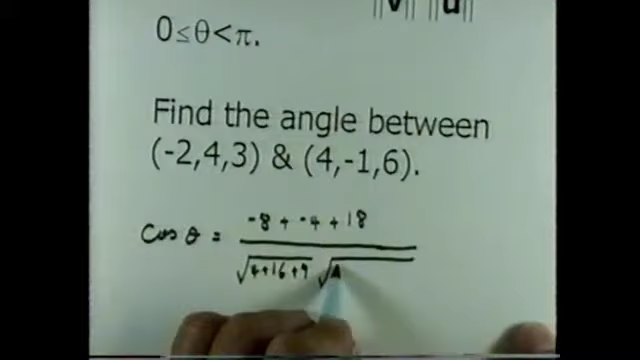 ||v|| ||u||
0≤θ<π.
Find the angle between
(-2,4,3) & (4,-1,6).
Cos θ = -8 + -4 + 18
√4+16+9 √